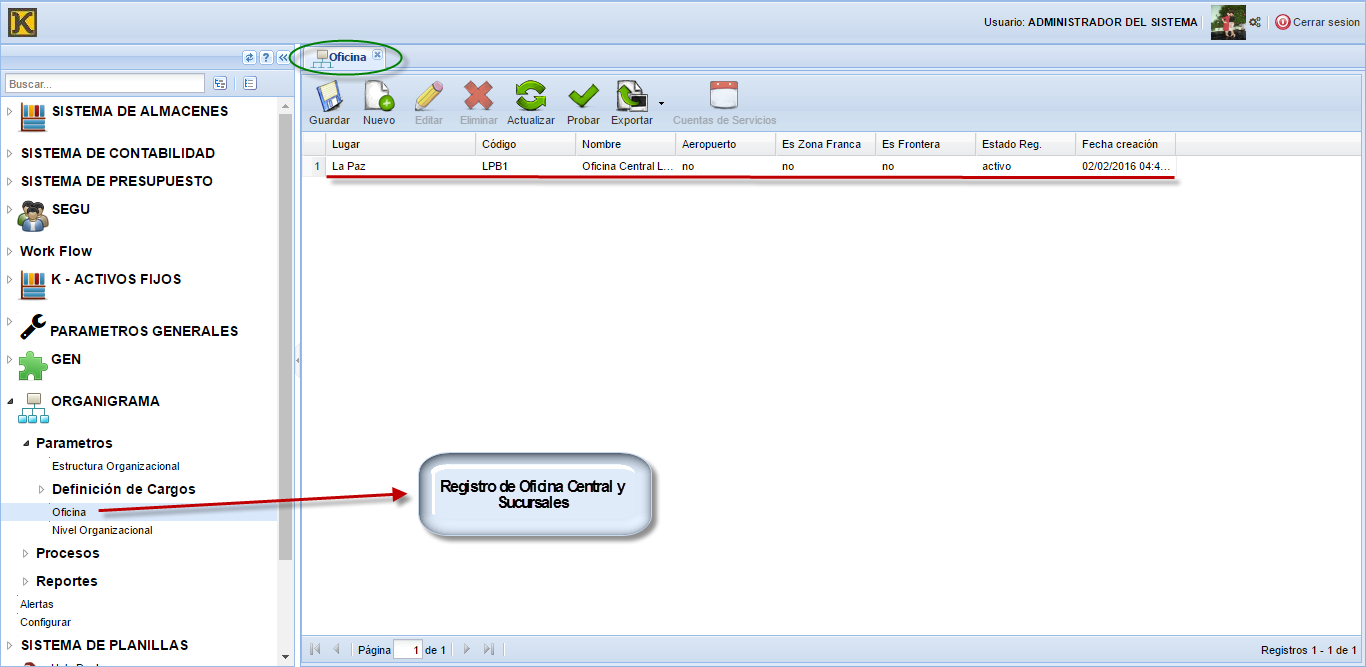 K
Usuario: ADMINISTRADOR DEL SISTEMA
Cerrar sesion
Oficina
Buscar...
Guardar Nuevo Editar Eliminar Actualizar Probar Exportar Cuentas de Servicios
Lugar Código Nombre Aeropuerto Es Zona Franca Es Frontera Estado Reg. Fecha creación
1 La Paz LPB1 Oficina Central L... no no no activo 02/02/2016 04:4...
SISTEMA DE ALMACENES
SISTEMA DE CONTABILIDAD
SISTEMA DE PRESUPUESTO
SEGU
Work Flow
K - ACTIVOS FIJOS
PARAMETROS GENERALES
GEN
ORGANIGRAMA
Parametros
Estructura Organizacional
Definición de Cargos
Oficina
Nivel Organizacional
Procesos
Reportes
Alertas
Configurar
SISTEMA DE PLANILLAS
Registro de Oficina Central y
Sucursales
Página 1 de 1
Registros 1 - 1 de 1